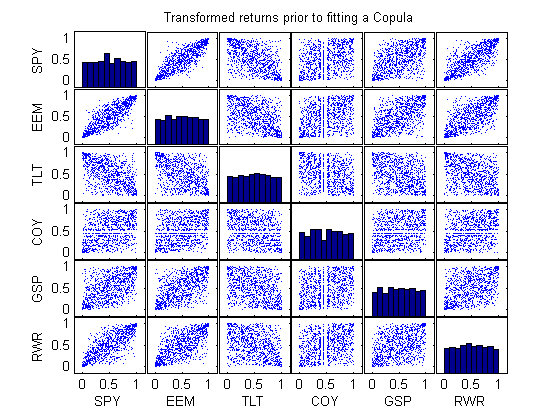 Transformed returns prior to fitting a Copula
SPY
1
0.5
0
EEM
1
0.5
0
TLT
1
0.5
0
COY
1
0.5
0
GSP
1
0.5
0
RWR
1
0.5
0
0 0.5 1 0 0.5 1 0 0.5 1 0 0.5 1 0 0.5 1 0 0.5 1
SPY EEM TLT COY GSP RWR